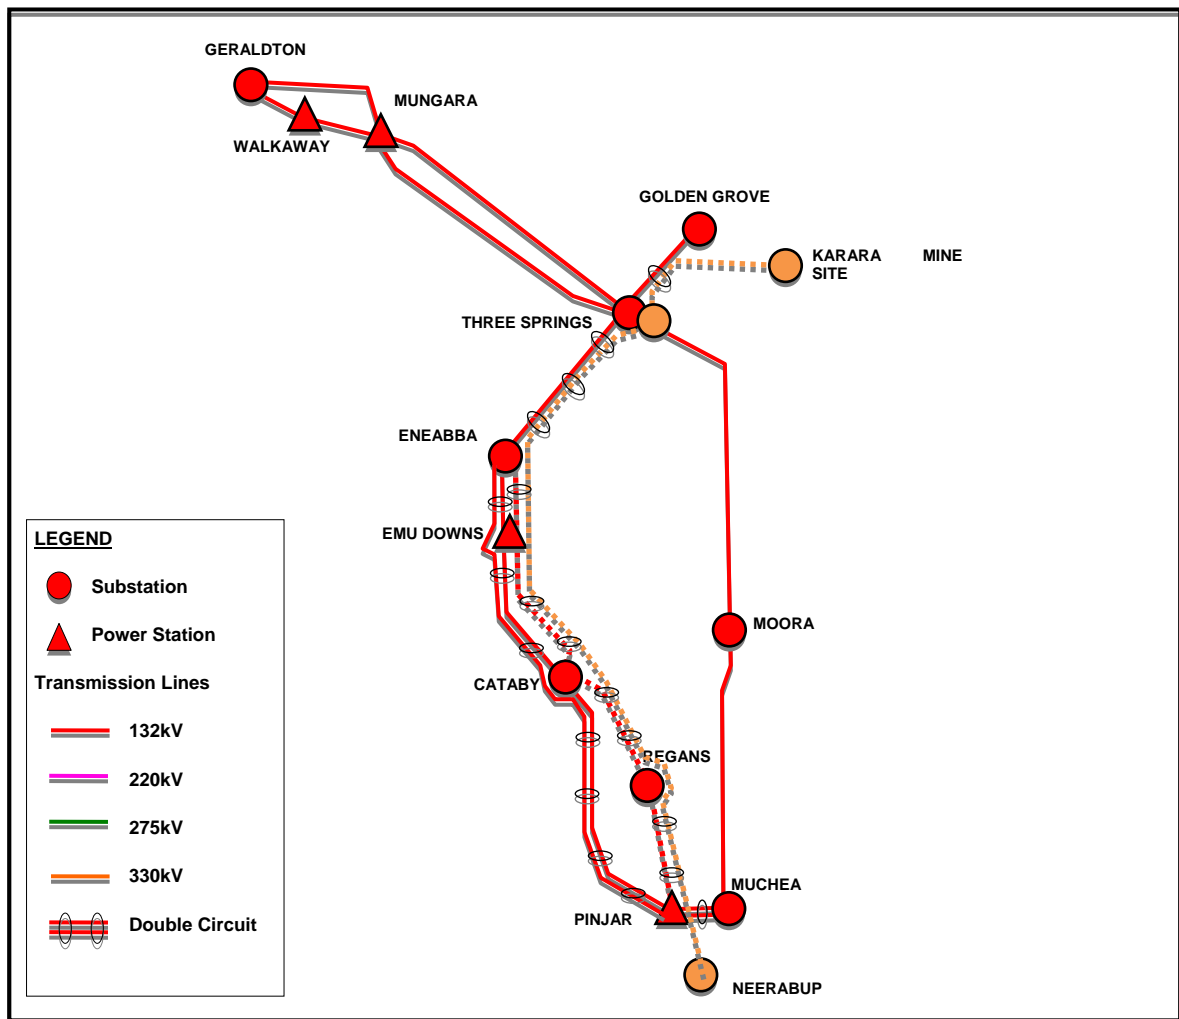 GERALDTON
MUNGARA
WALKAWAY
GOLDEN GROVE
KARARA MINE
SITE
THREE SPRINGS
ENEABBA
EMU DOWNS
LEGEND
Substation
Power Station
Transmission Lines
132kV
220kV
275kV
330kV
Double Circuit
MOORA
CATABY
REGANS
MUCHEA
PINJAR
NEERABUP